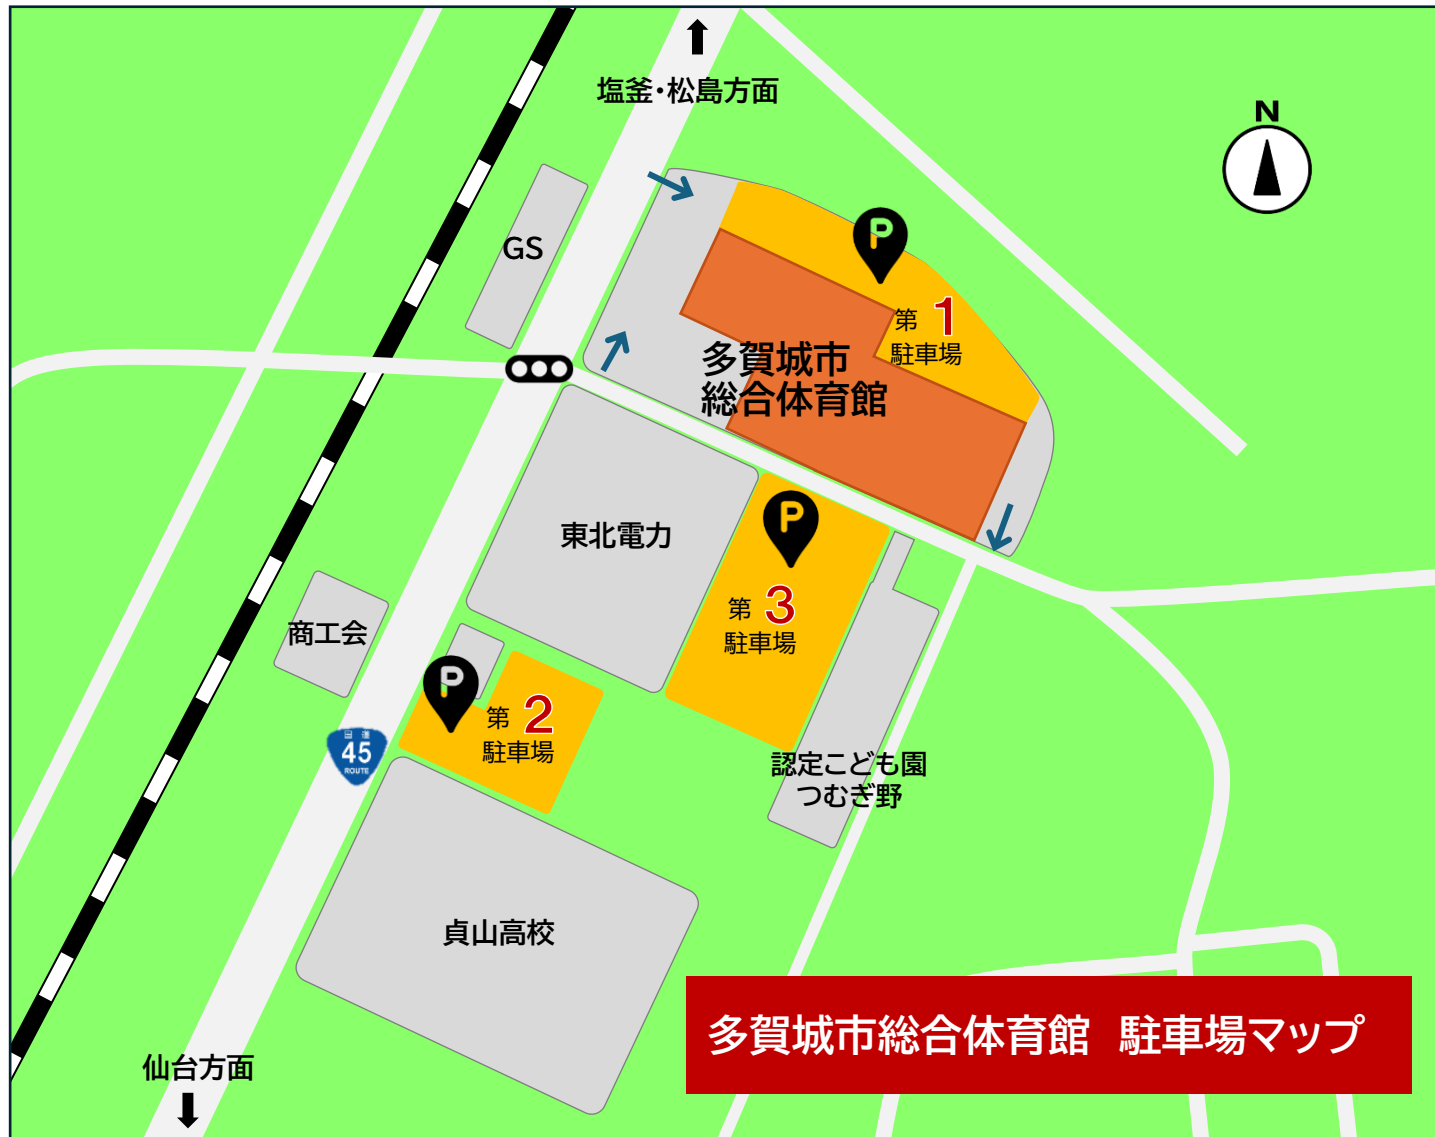 塩釜・松島方面
N
GS
P
第 1
駐車場
多賀城市
総合体育館
東北電力
P
第 3
駐車場
商工会
P
第 2
駐車場
国道
45
ROUTE
認定こども園
つむぎ野
貞山高校
多賀城市総合体育館 駐車場マップ
仙台方面